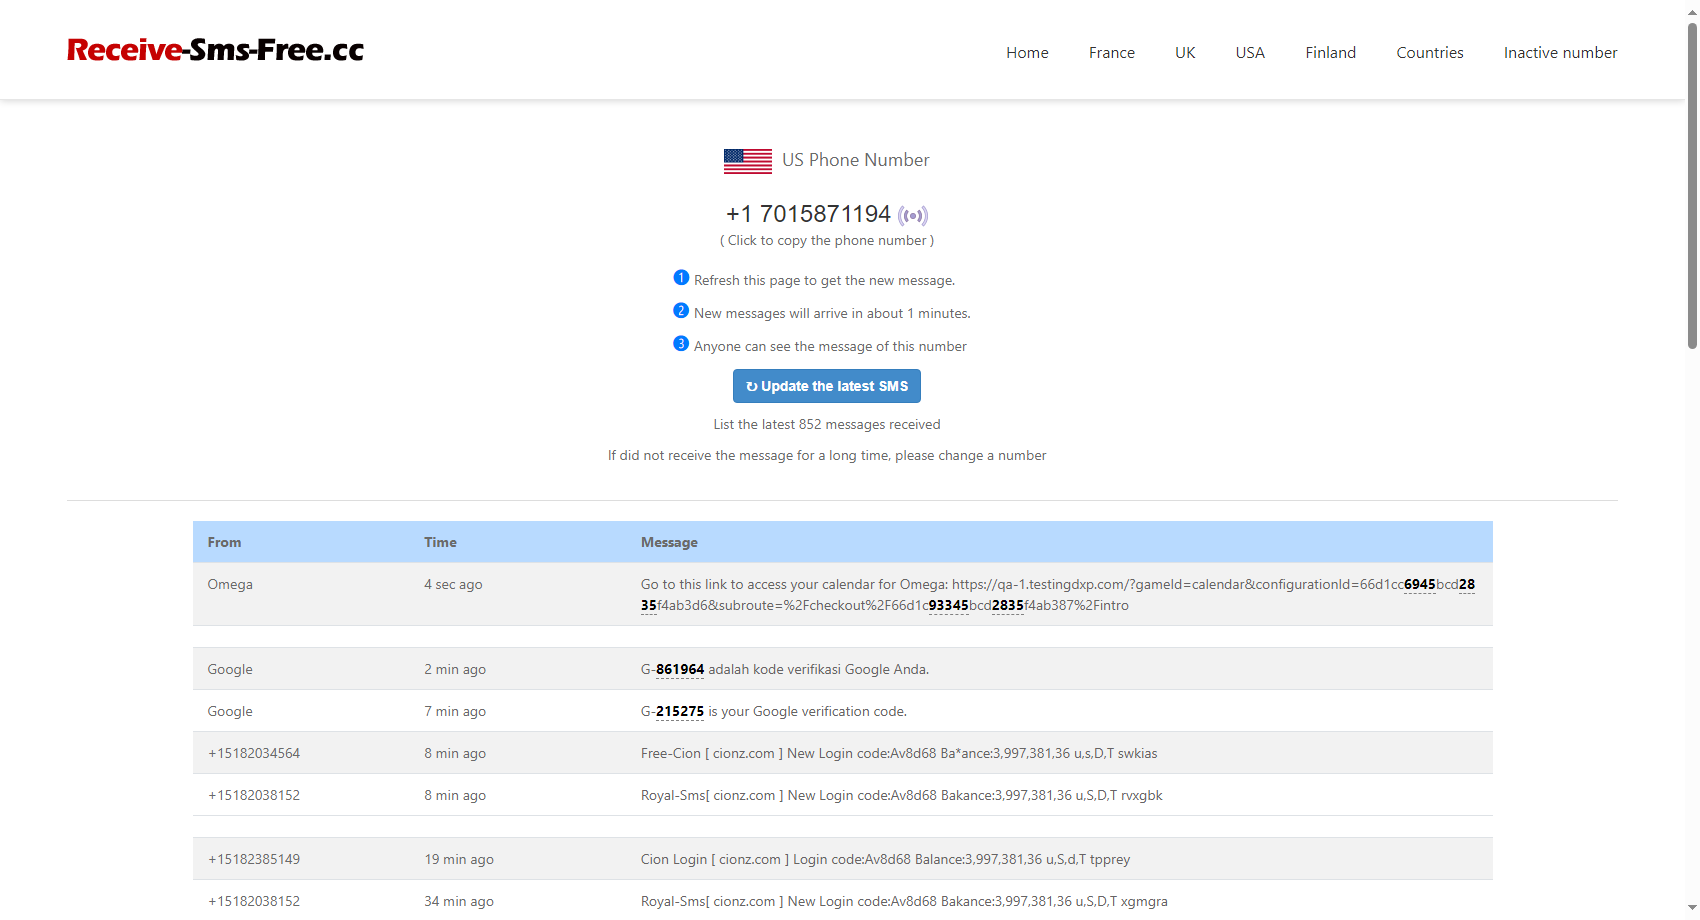 Receive-Sms-Free.cc
Home France UK USA Finland Countries Inactive number
US Phone Number
+1 7015871194
( Click to copy the phone number )
1 Refresh this page to get the new message.
2 New messages will arrive in about 1 minutes.
3 Anyone can see the message of this number
↻ Update the latest SMS
List the latest 852 messages received
If did not receive the message for a long time, please change a number
From Time Message
Omega 4 sec ago Go to this link to access your calendar for Omega: https://qa-1.testingdxp.com/?gameId=calendar&configurationId=66d1cc6945bcd28
35f4ab3d6&subroute=%2Fcheckout%2F66d1c93345bcd2835f4ab387%2Fintro
Google 2 min ago G-861964 adalah kode verifikasi Google Anda.
Google 7 min ago G-215275 is your Google verification code.
+15182034564 8 min ago Free-Cion [ cionz.com ] New Login code:Av8d68 Ba*ance:3,997,381,36 u,s,D,T swkias
+15182038152 8 min ago Royal-Sms[ cionz.com ] New Login code:Av8d68 Bakance:3,997,381,36 u,S,D,T rvxgbk
+15182385149 19 min ago Cion Login [ cionz.com ] Login code:Av8d68 Balance:3,997,381,36 u,S,d,T tpprey
+15182038152 34 min ago Royal-Sms[ cionz.com ] New Login code:Av8d68 Bakance:3,997,381,36 u,S,D,T xgmgra